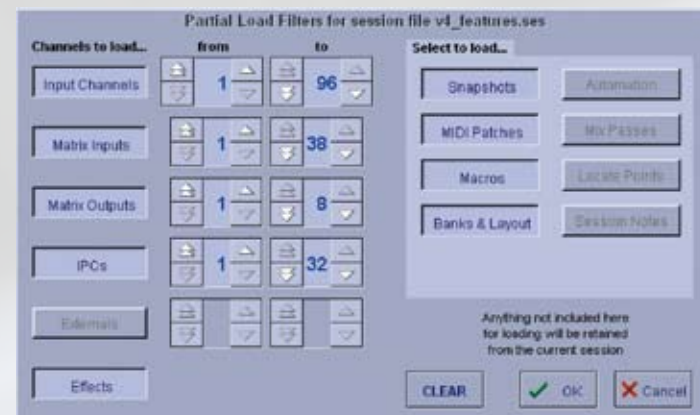 Partial Load Filters for session file v4_features.ses
Channels to load...
from
to
Select to load...
Input Channels
1
96
Matrix Inputs
1
38
Matrix Outputs
1
8
IPCs
1
32
Externals
Effects
Snapshots
Automation
MIDI Patches
Mix Passes
Macros
Locate Points
Banks & Layout
Session Notes
Anything not included here
for loading will be retained
from the current session
CLEAR
OK
Cancel